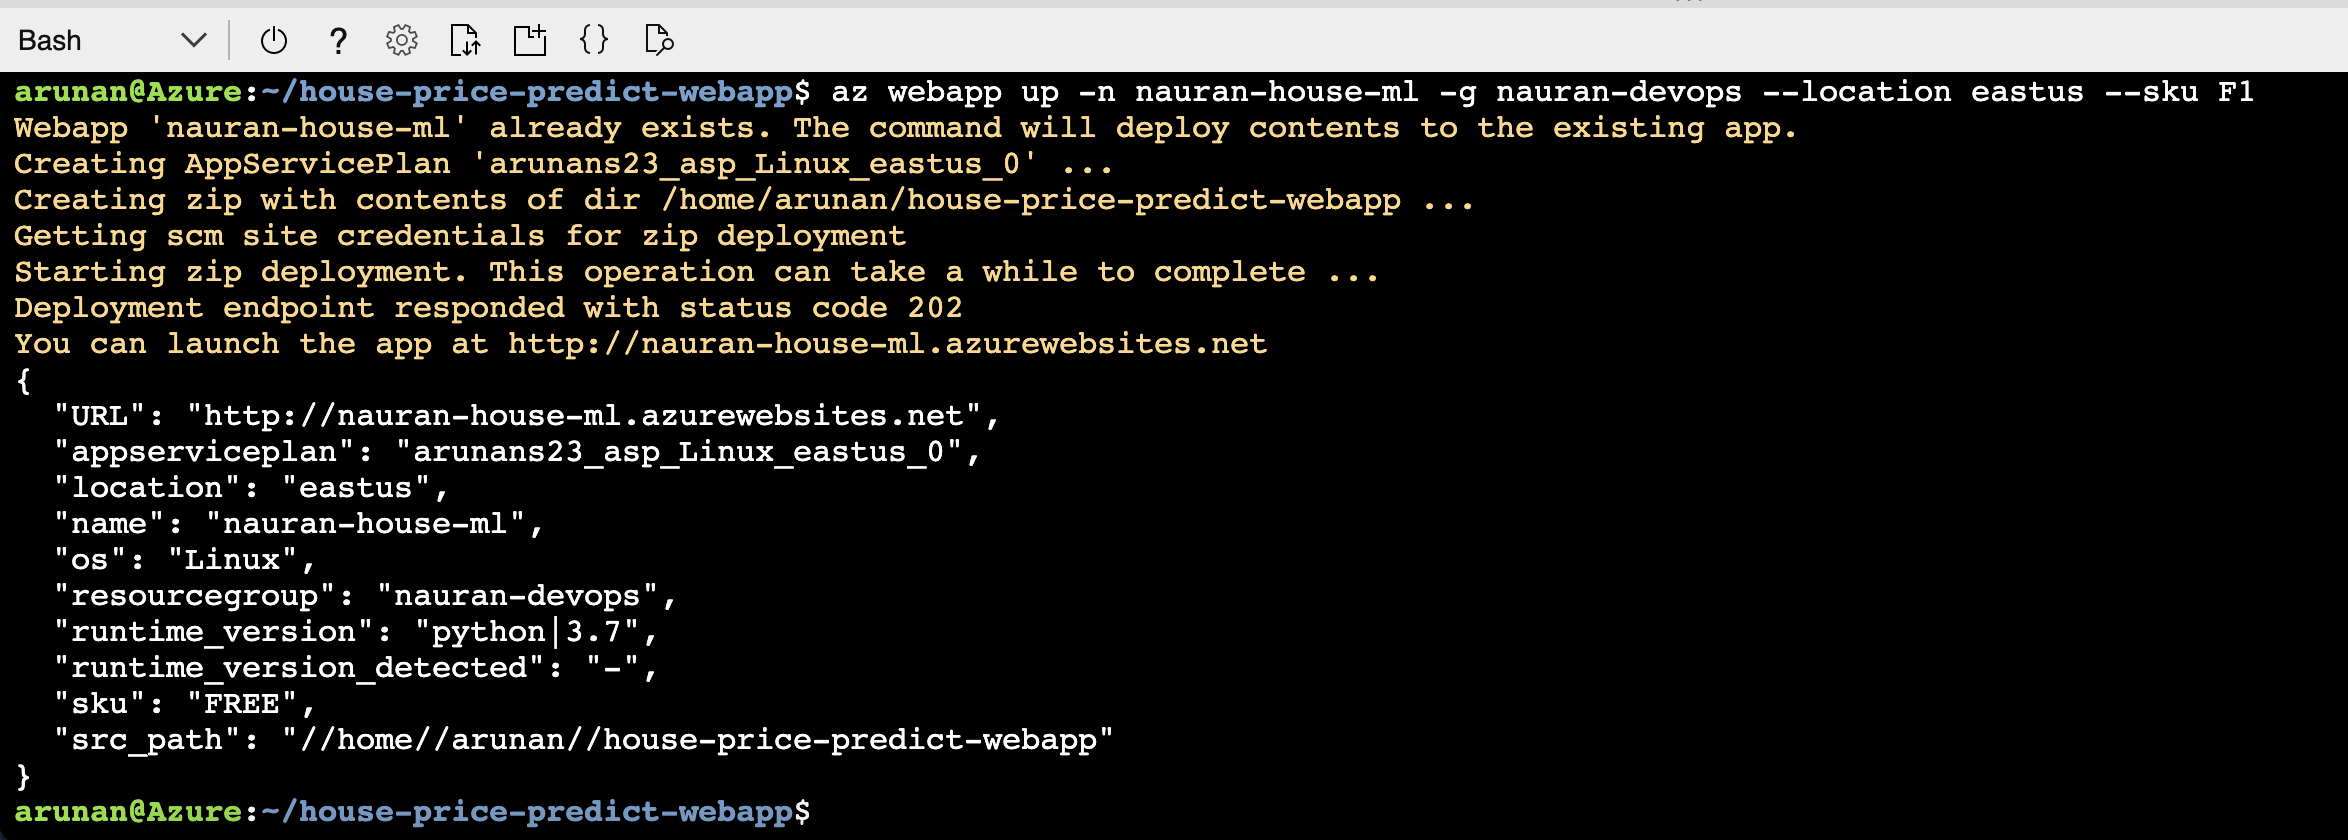 Bash
arunan@Azure:~/house-price-predict-webapp$ az webapp up -n nauran-house-ml -g nauran-devops --location eastus --sku F1
Webapp 'nauran-house-ml' already exists. The command will deploy contents to the existing app.
Creating AppServicePlan 'arunans23_asp_Linux_eastus_0' ...
Creating zip with contents of dir /home/arunan/house-price-predict-webapp ...
Getting scm site credentials for zip deployment
Starting zip deployment. This operation can take a while to complete ...
Deployment endpoint responded with status code 202
You can launch the app at http://nauran-house-ml.azurewebsites.net
{
  "URL": "http://nauran-house-ml.azurewebsites.net",
  "appserviceplan": "arunans23_asp_Linux_eastus_0",
  "location": "eastus",
  "name": "nauran-house-ml",
  "os": "Linux",
  "resourcegroup": "nauran-devops",
  "runtime_version": "python|3.7",
  "runtime_version_detected": "-",
  "sku": "FREE",
  "src_path": "//home//arunan//house-price-predict-webapp"
}
arunan@Azure:~/house-price-predict-webapp$